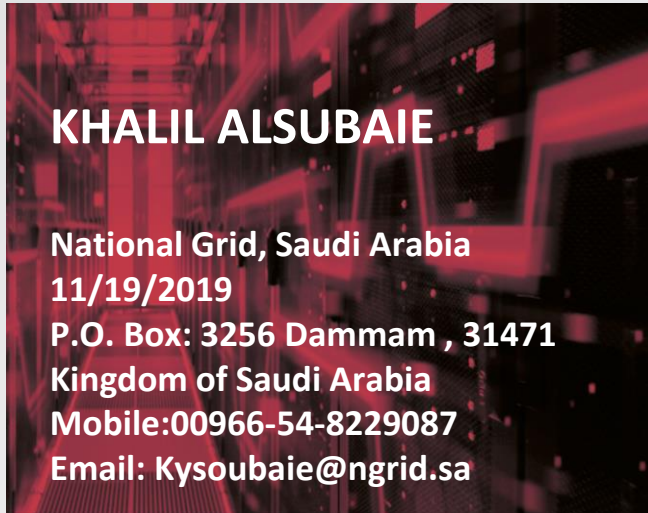 KHALIL ALSUBAIE
National Grid, Saudi Arabia
11/19/2019
P.O. Box: 3256 Dammam , 31471
Kingdom of Saudi Arabia
Mobile:00966-54-8229087
Email: Kysoubaie@ngrid.sa